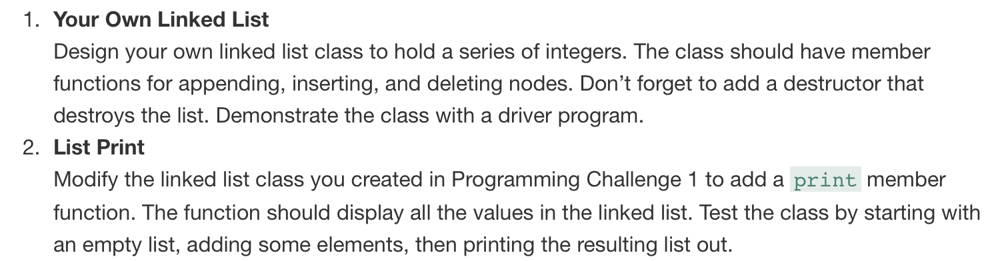 1. Your Own Linked List
Design your own linked list class to hold a series of integers. The class should have member
functions for appending, inserting, and deleting nodes. Don’t forget to add a destructor that
destroys the list. Demonstrate the class with a driver program.
2. List Print
Modify the linked list class you created in Programming Challenge 1 to add a print member
function. The function should display all the values in the linked list. Test the class by starting with
an empty list, adding some elements, then printing the resulting list out.